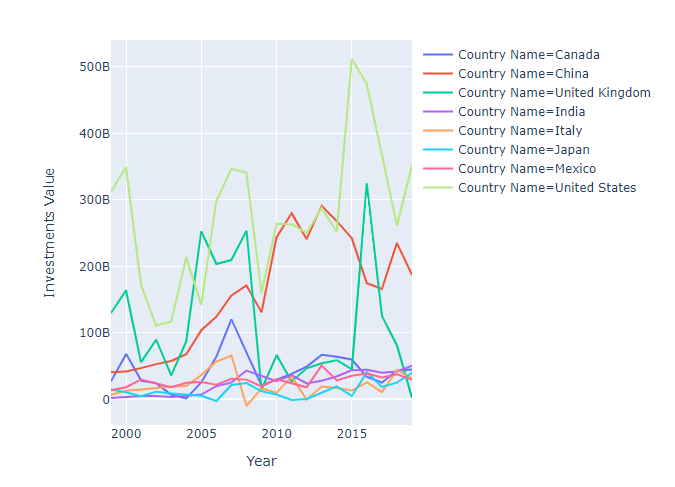 500B
400B
300B
200B
100B
0
2000
2005
2010
2015
Year
Investments Value
Country Name=Canada
Country Name=China
Country Name=United Kingdom
Country Name=India
Country Name=Italy
Country Name=Japan
Country Name=Mexico
Country Name=United States